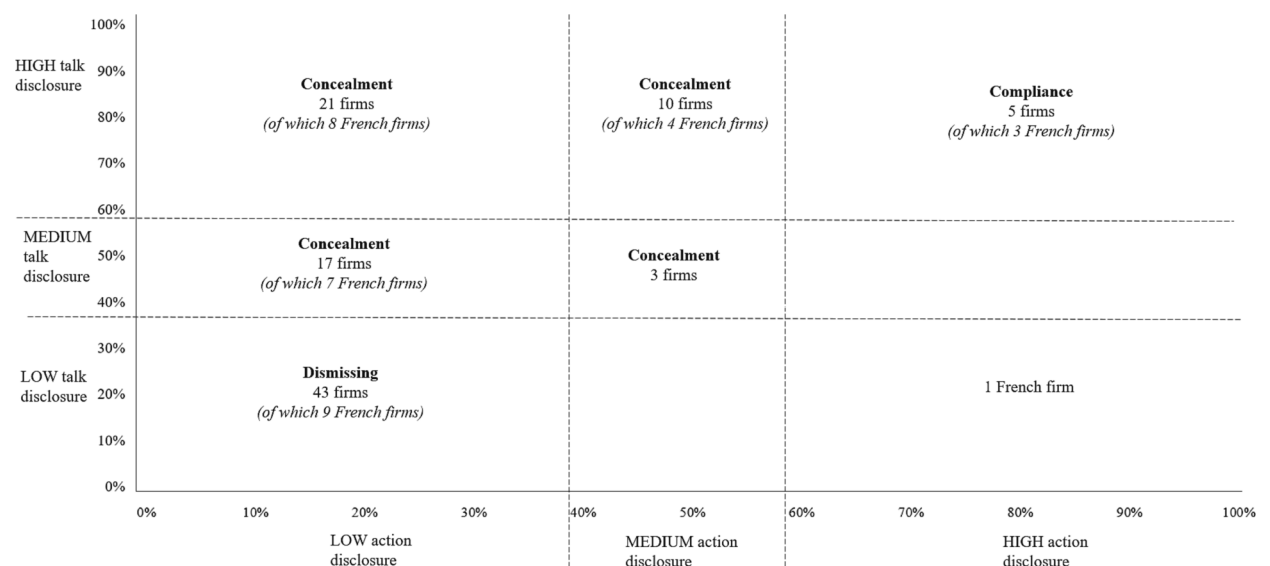 100%
HIGH talk
disclosure
90%
80%
70%
60%
Concealment
21 firms
(of which 8 French firms)
Concealment
10 firms
(of which 4 French firms)
Compliance
5 firms
(of which 3 French firms)
MEDIUM
talk
disclosure
50%
40%
Concealment
17 firms
(of which 7 French firms)
Concealment
3 firms
30%
LOW talk
disclosure
20%
10%
0%
Dismissing
43 firms
(of which 9 French firms)
1 French firm
0% 10% 20% 30% 40% 50% 60% 70% 80% 90% 100%
LOW action
disclosure
MEDIUM action
disclosure
HIGH action
disclosure